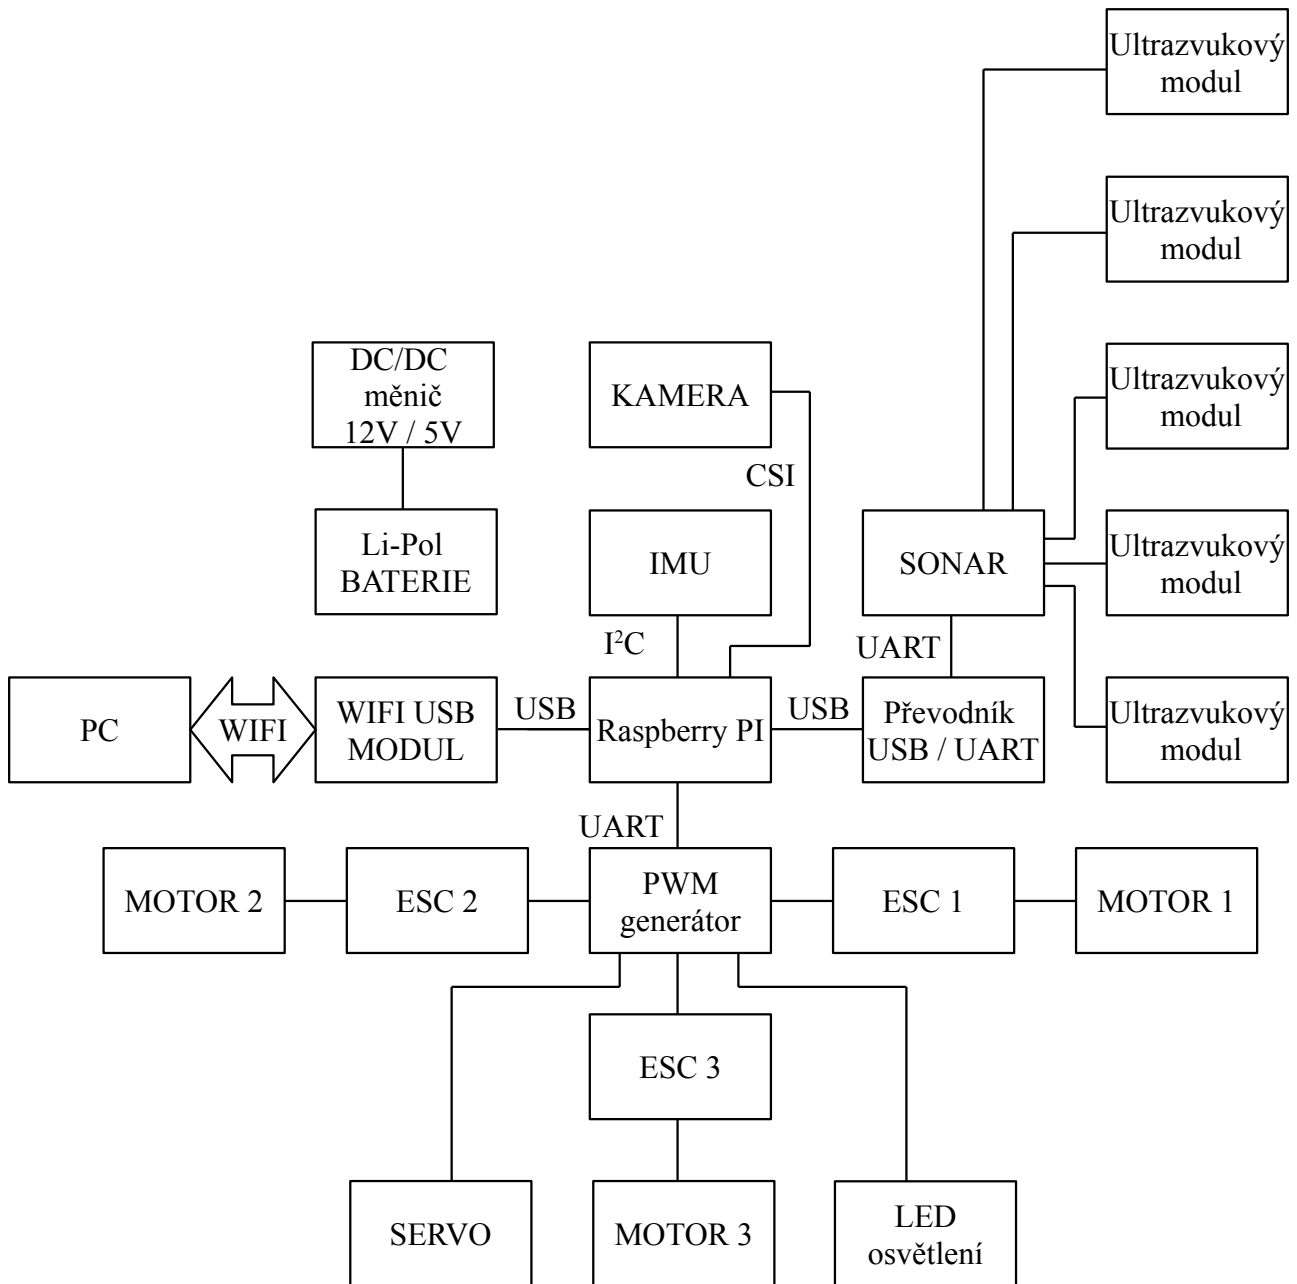 Ultrazvukový
modul
Ultrazvukový
modul
DC/DC
měnič
12V / 5V
KAMERA
Ultrazvukový
modul
CSI
Li-Pol
BATERIE
IMU
SONAR
Ultrazvukový
modul
I²C
UART
PC
WIFI
WIFI USB
MODUL
USB
Raspberry PI
USB
Převodník
USB / UART
Ultrazvukový
modul
UART
MOTOR 2
ESC 2
PWM
generátor
ESC 1
MOTOR 1
ESC 3
SERVO
MOTOR 3
LED
osvětlení